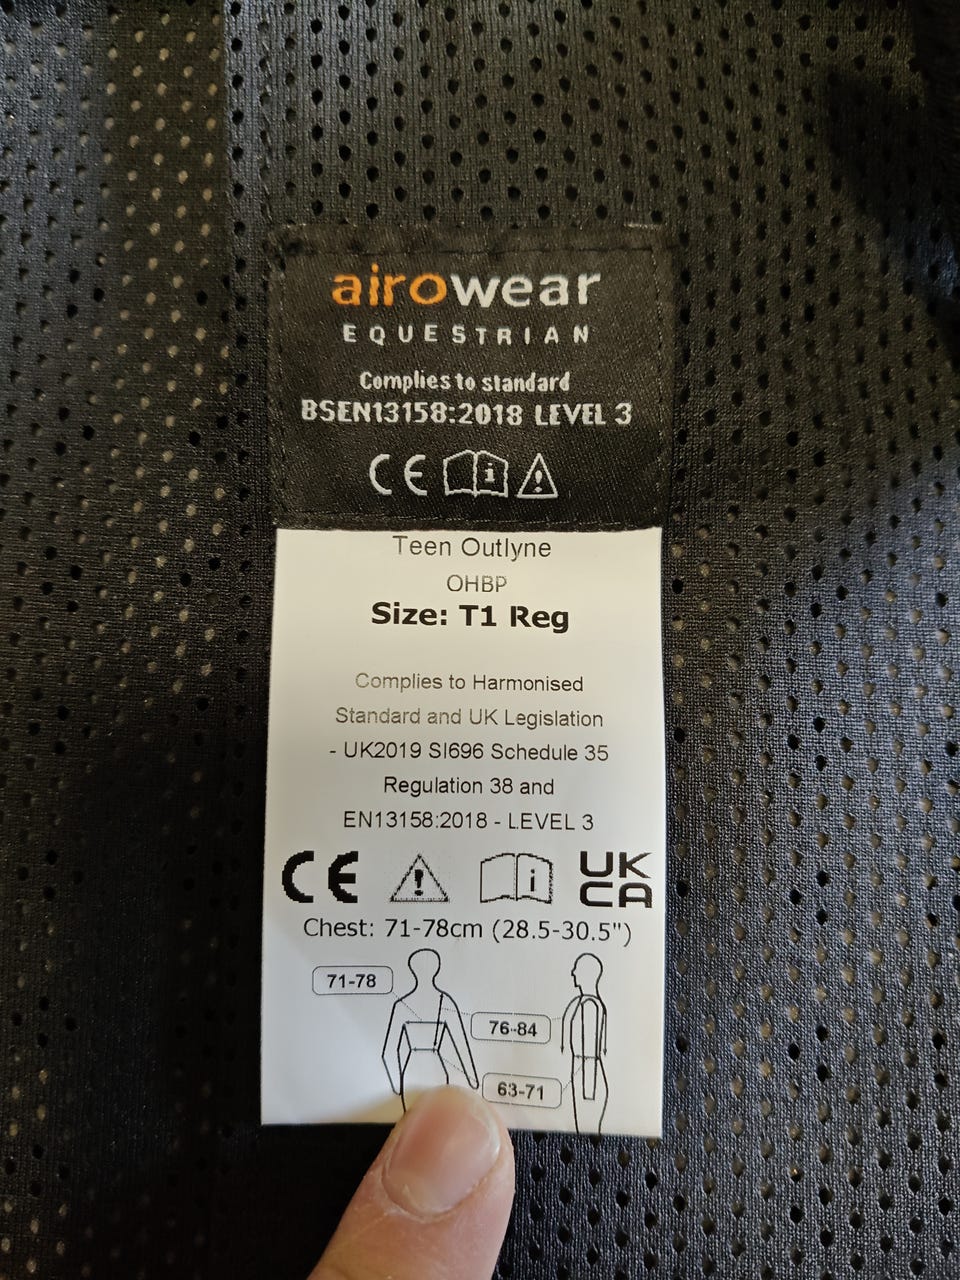 airowear
EQUESTRIAN
Complies to standard
BSEN13158:2018 LEVEL 3
CE i !
Teen Outlyne
OHBP
Size: T1 Reg
Complies to Harmonised
Standard and UK Legislation
- UK2019 SI696 Schedule 35
Regulation 38 and
EN13158:2018 - LEVEL 3
CE ! i UK
CA
Chest: 71-78cm (28.5-30.5")
71-78
76-84
63-71